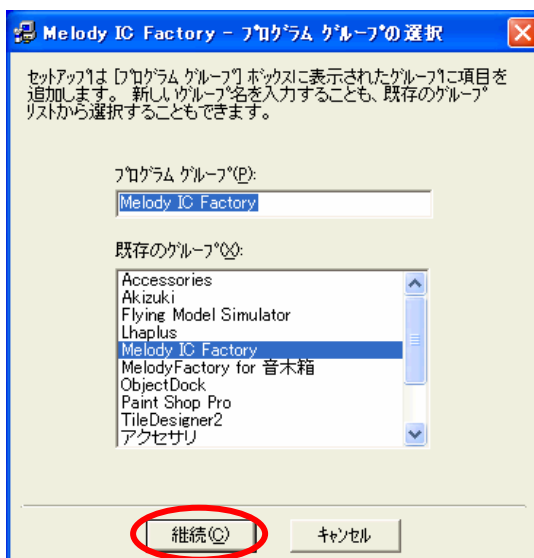 Melody IC Factory - ﾌﾟﾛｸﾞﾗﾑ ｸﾞﾙｰﾌﾟの選択
ｾｯﾄｱｯﾌﾟは [ﾌﾟﾛｸﾞﾗﾑ ｸﾞﾙｰﾌﾟ] ﾎﾞｯｸｽに表示されたｸﾞﾙｰﾌﾟに項目を
追加します。 新しいｸﾞﾙｰﾌﾟ名を入力することも、既存のｸﾞﾙｰﾌﾟ
ﾘｽﾄから選択することもできます。
ﾌﾟﾛｸﾞﾗﾑ ｸﾞﾙｰﾌﾟ(P):
Melody IC Factory
既存のｸﾞﾙｰﾌﾟ(X):
Accessories
Akizuki
Flying Model Simulator
Lhaplus
Melody IC Factory
MelodyFactory for 音木箱
ObjectDock
Paint Shop Pro
TileDesigner2
アクセサリ
継続(C)
ｷｬﾝｾﾙ